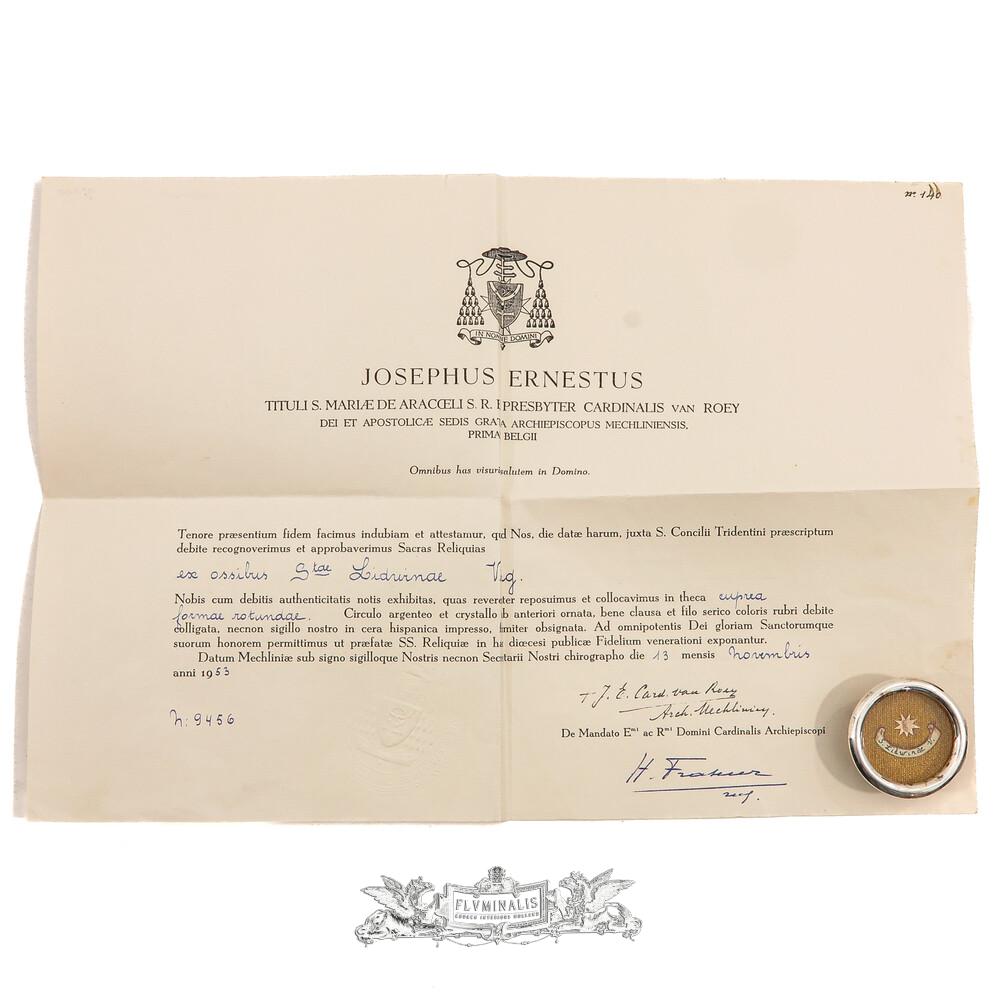 nº 140
IN NOMINE DOMINI
JOSEPHUS ERNESTUS
TITULI S. MARIÆ DE ARACŒLI S. R. E. PRESBYTER CARDINALIS VAN ROEY
DEI ET APOSTOLICÆ SEDIS GRATIA ARCHIEPISCOPUS MECHLINIENSIS,
PRIMAS BELGII
Omnibus has visuris salutem in Domino.
Tenore præsentium fidem facimus indubiam et attestamur, quod Nos, die datæ harum, juxta S. Concilii Tridentini præscriptum
debite recognoverimus et approbaverimus Sacras Reliquias
ex ossibus Stae Lidwinae Vg.
Nobis cum debitis authenticitatis notis exhibitas, quas reverenter reposuimus et collocavimus in theca cuprea
formae rotundae. Circulo argenteo et crystallo ab anteriori ornata, bene clausa et filo serico coloris rubri debite
colligata, necnon sigillo nostro in cera hispanica impresso, firmiter obsignata. Ad omnipotentis Dei gloriam Sanctorumque
suorum honorem permittimus ut præfatæ SS. Reliquiæ in hac diœcesi publicæ Fidelium venerationi exponantur.
Datum Mechliniæ sub signo sigilloque Nostris necnon Secretarii Nostri chirographo die 13 mensis Novembris
anni 1953
N: 9456
+ J. E. Card. van Roey
Arch. Mechlinien.
De Mandato Emi ac Rmi Domini Cardinalis Archiepiscopi
S. Lidwinae V.
FLVMINALIS